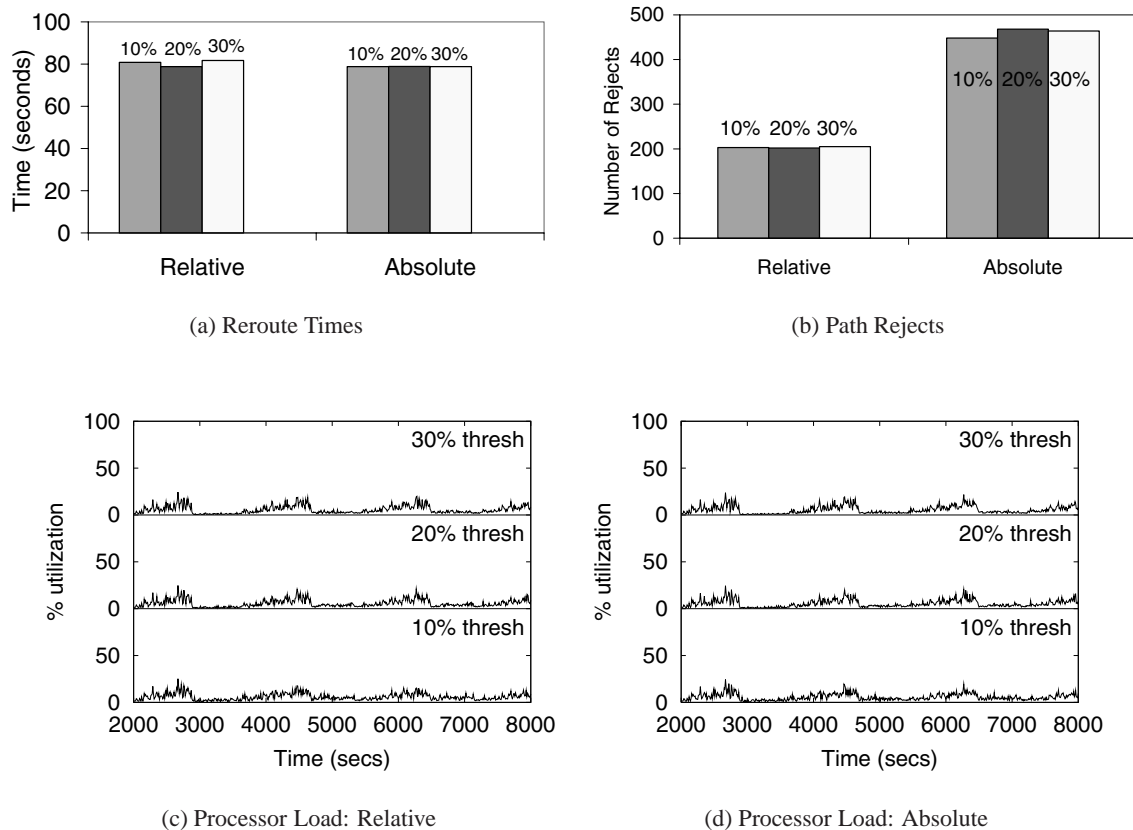 100
80
60
40
20
0
Time (seconds)
10% 20% 30%
10% 20% 30%
Relative Absolute
(a) Reroute Times
500
400
300
200
100
0
Number of Rejects
10% 20% 30%
10% 20% 30%
Relative Absolute
(b) Path Rejects
% utilization
100
50
0
30% thresh
50
0
20% thresh
50
0
10% thresh
2000 3000 4000 5000 6000 7000 8000
Time (secs)
(c) Processor Load: Relative
% utilization
100
50
0
30% thresh
50
0
20% thresh
50
0
10% thresh
2000 3000 4000 5000 6000 7000 8000
Time (secs)
(d) Processor Load: Absolute